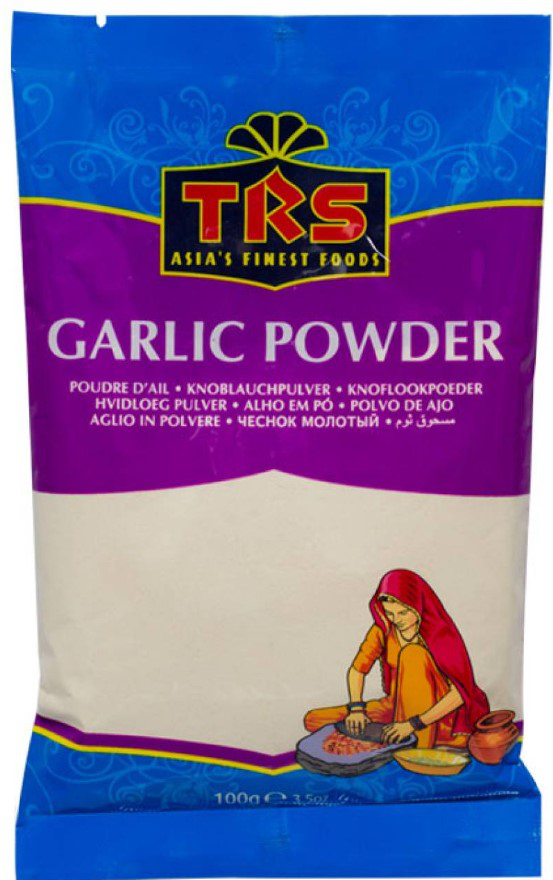 TRS
ASIA'S FINEST FOODS
GARLIC POWDER
POUDRE D'AIL • KNOBLAUCHPULVER • KNOFLOOKPOEDER
HVIDLOEG PULVER • ALHO EM PÓ • POLVO DE AJO
AGLIO IN POLVERE • ЧЕСНОК МОЛОТЫЙ • مسحوق ثوم
100g ℮ 3.5oz